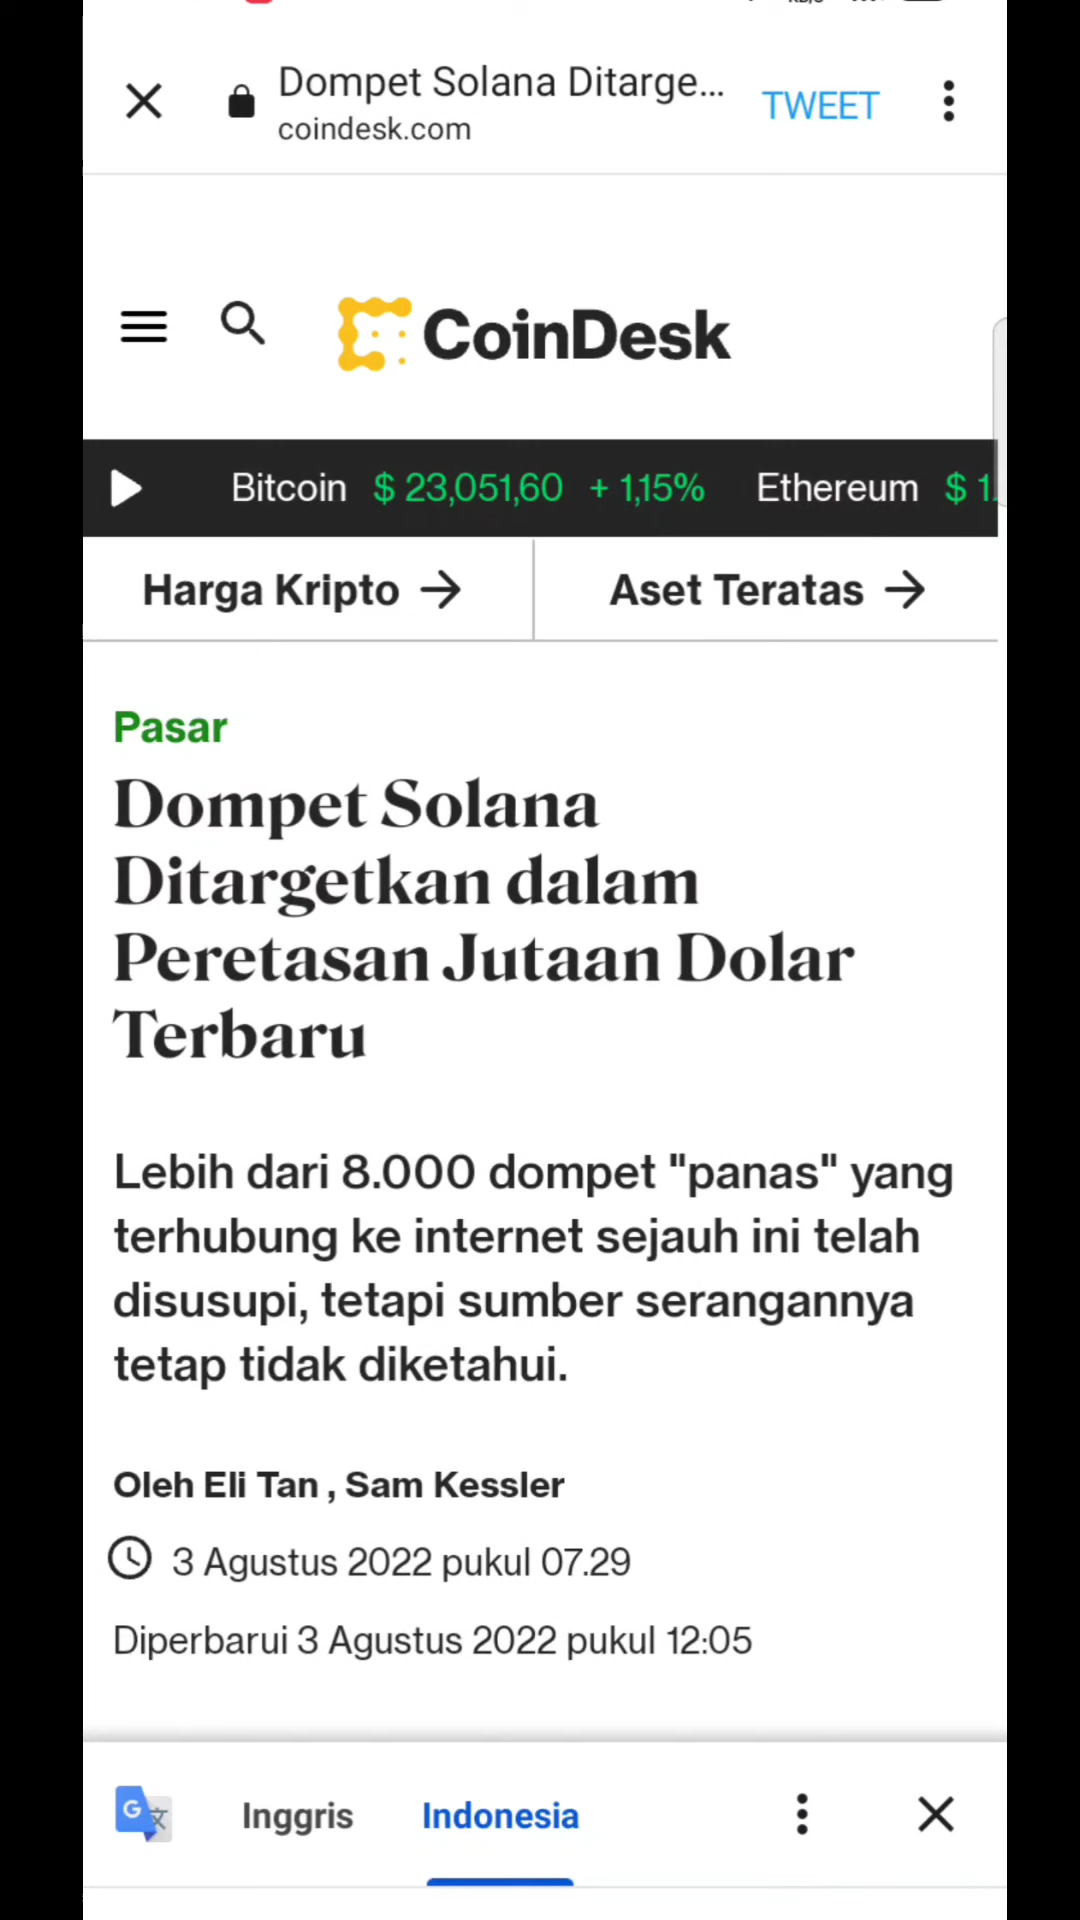 Dompet Solana Ditarge...
coindesk.com
TWEET
CoinDesk
Bitcoin $ 23,051,60 + 1,15% Ethereum $ 1
Harga Kripto → Aset Teratas →
Pasar
Dompet Solana
Ditargetkan dalam
Peretasan Jutaan Dolar
Terbaru
Lebih dari 8.000 dompet "panas" yang
terhubung ke internet sejauh ini telah
disusupi, tetapi sumber serangannya
tetap tidak diketahui.
Oleh Eli Tan , Sam Kessler
3 Agustus 2022 pukul 07.29
Diperbarui 3 Agustus 2022 pukul 12:05
G 文
Inggris Indonesia